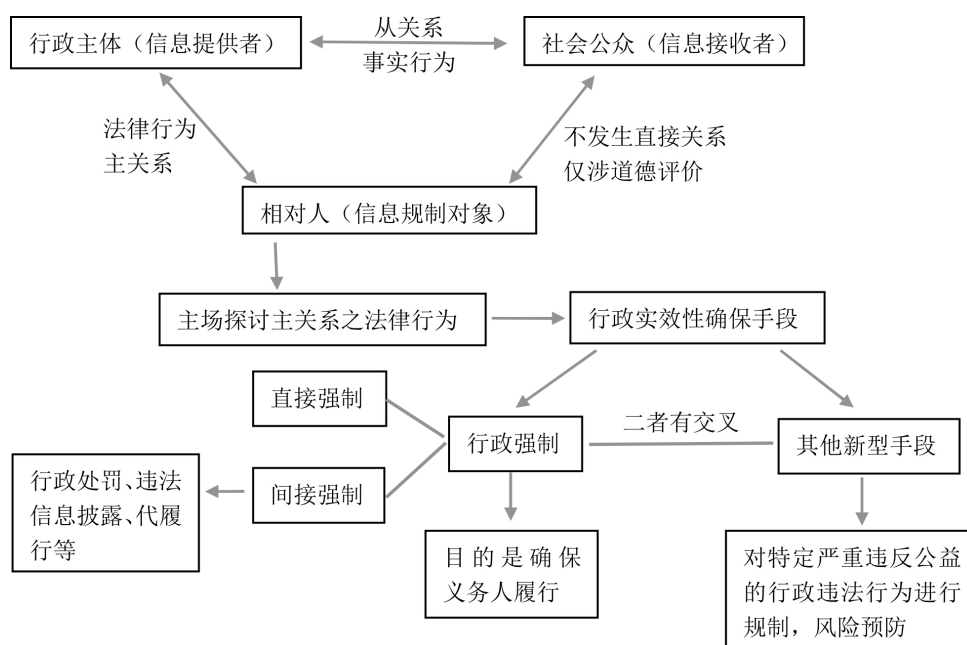 行政主体（信息提供者）
从关系
事实行为
社会公众（信息接收者）
法律行为
主关系
不发生直接关系
仅涉道德评价
相对人（信息规制对象）
主场探讨主关系之法律行为
行政实效性确保手段
直接强制
行政强制
二者有交叉
其他新型手段
间接强制
行政处罚、违法
信息披露、代履
行等
目的是确保
义务人履行
对特定严重违反公益
的行政违法行为进行
规制，风险预防